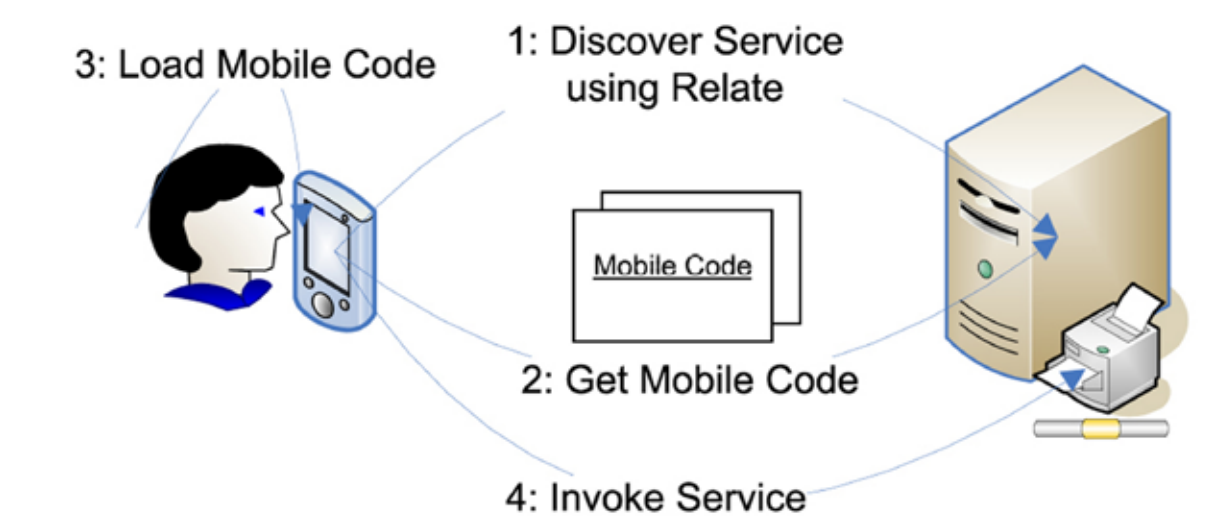 1: Discover Service
using Relate
3: Load Mobile Code
Mobile Code
2: Get Mobile Code
4: Invoke Service